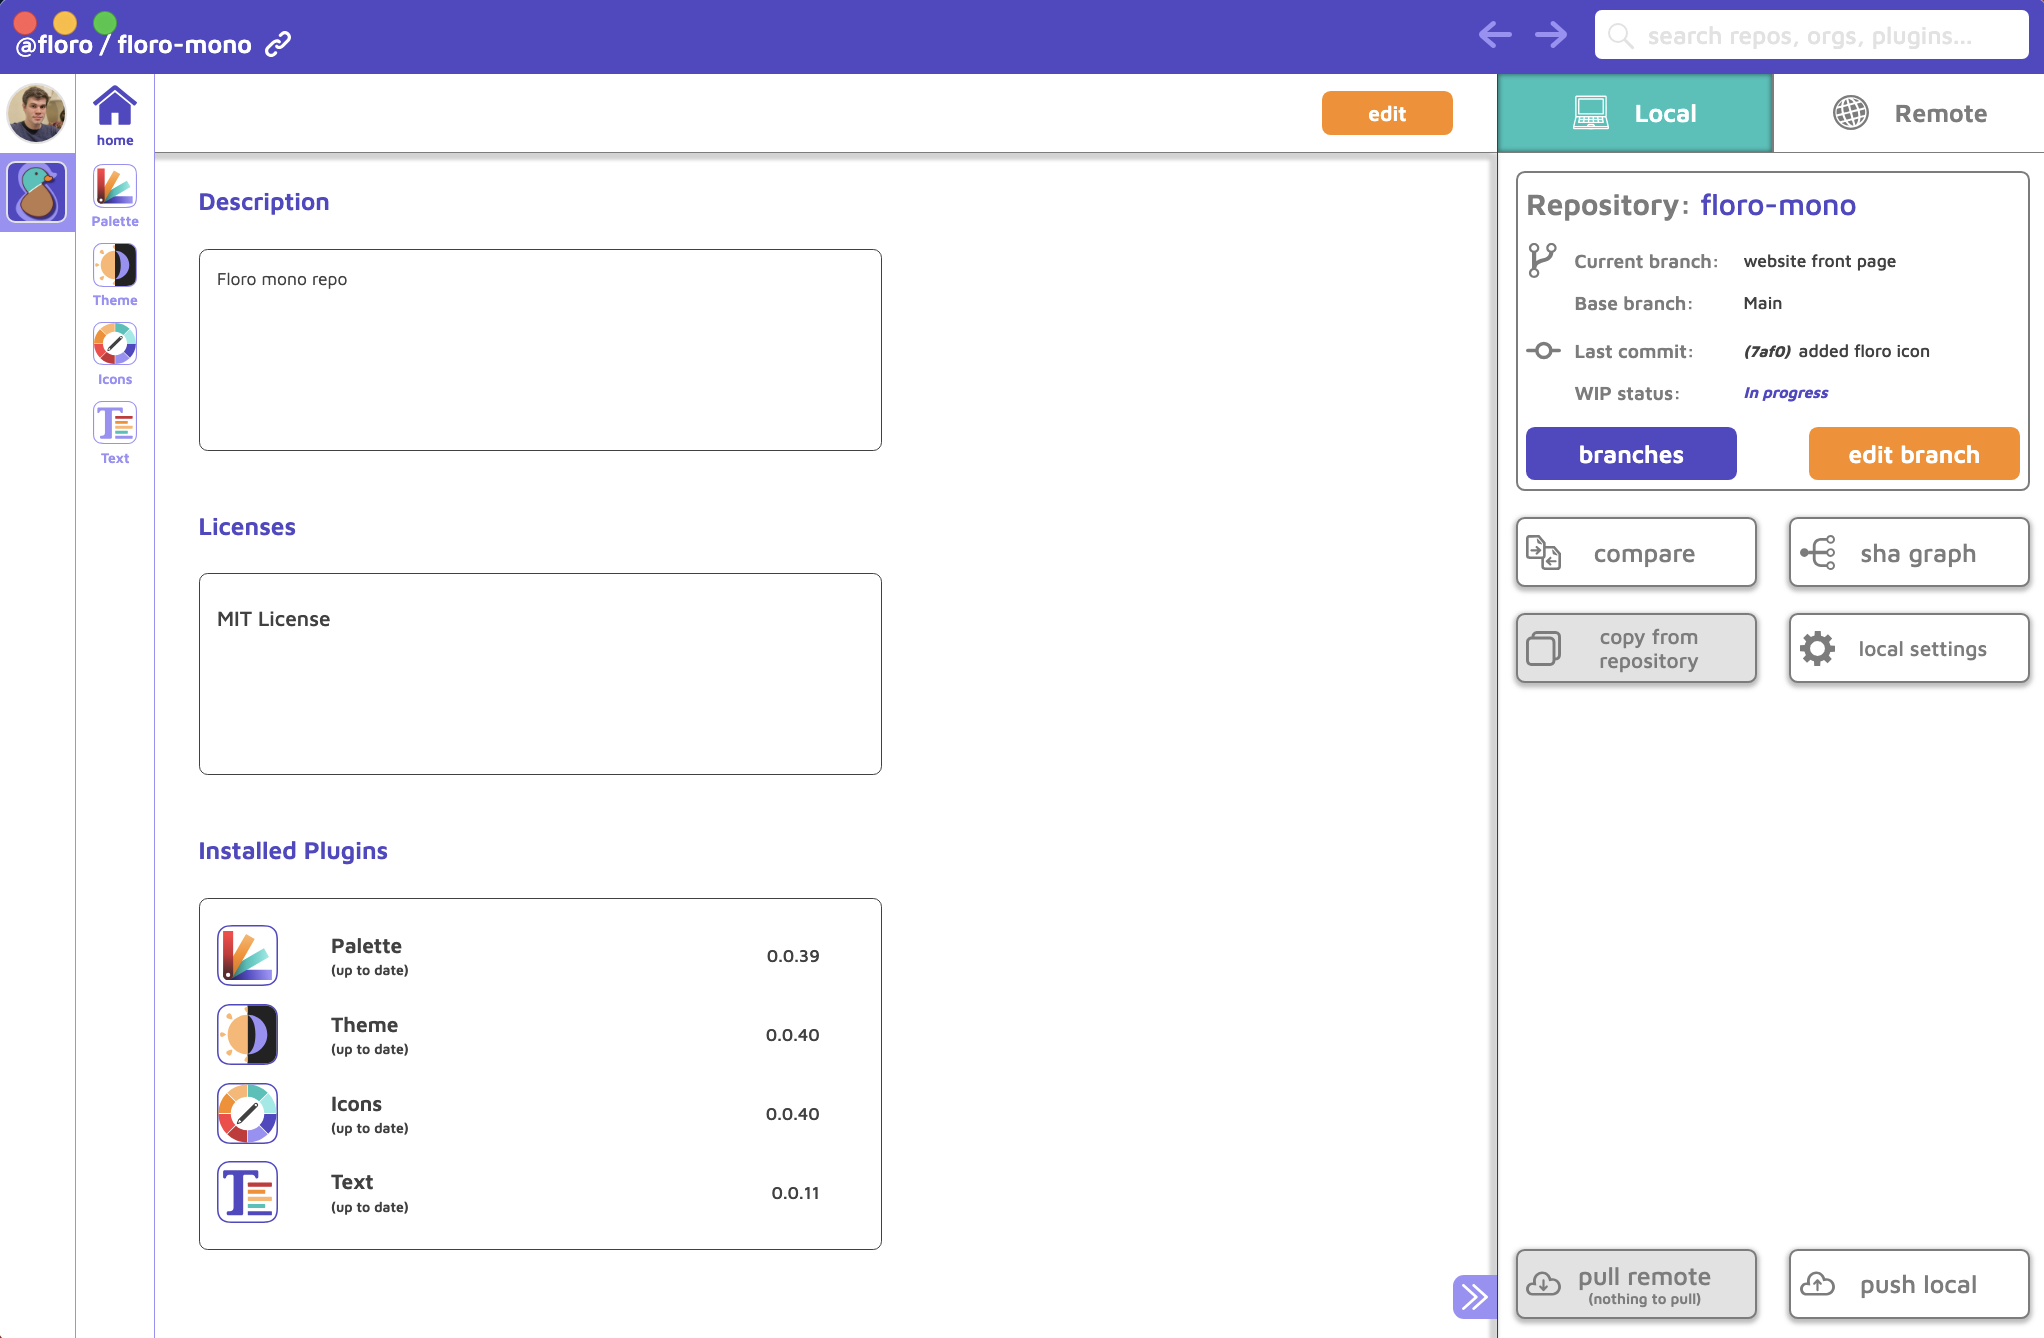 @floro / floro-mono
search repos, orgs, plugins...
home
Palette
Theme
Icons
Text
edit
Description
Floro mono repo
Licenses
MIT License
Installed Plugins
Palette
(up to date)
0.0.39
Theme
(up to date)
0.0.40
Icons
(up to date)
0.0.40
Text
(up to date)
0.0.11
Local
Remote
Repository: floro-mono
Current branch: website front page
Base branch: Main
Last commit: (7af0) added floro icon
WIP status: In progress
branches
edit branch
compare
sha graph
copy from
repository
local settings
pull remote
(nothing to pull)
push local